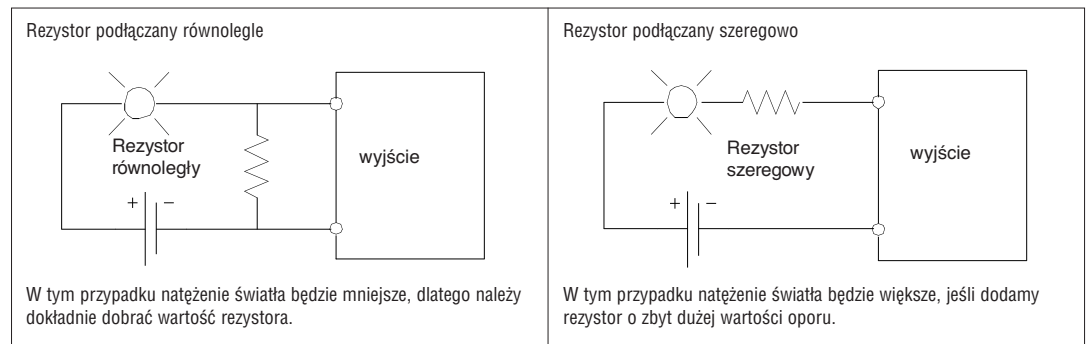 Rezystor podłączany równolegle
Rezystor
równoległy
wyjście
+ −
W tym przypadku natężenie światła będzie mniejsze, dlatego należy
dokładnie dobrać wartość rezystora.
Rezystor podłączany szeregowo
Rezystor
szeregowy
wyjście
+ −
W tym przypadku natężenie światła będzie większe, jeśli dodamy
rezystor o zbyt dużej wartości oporu.